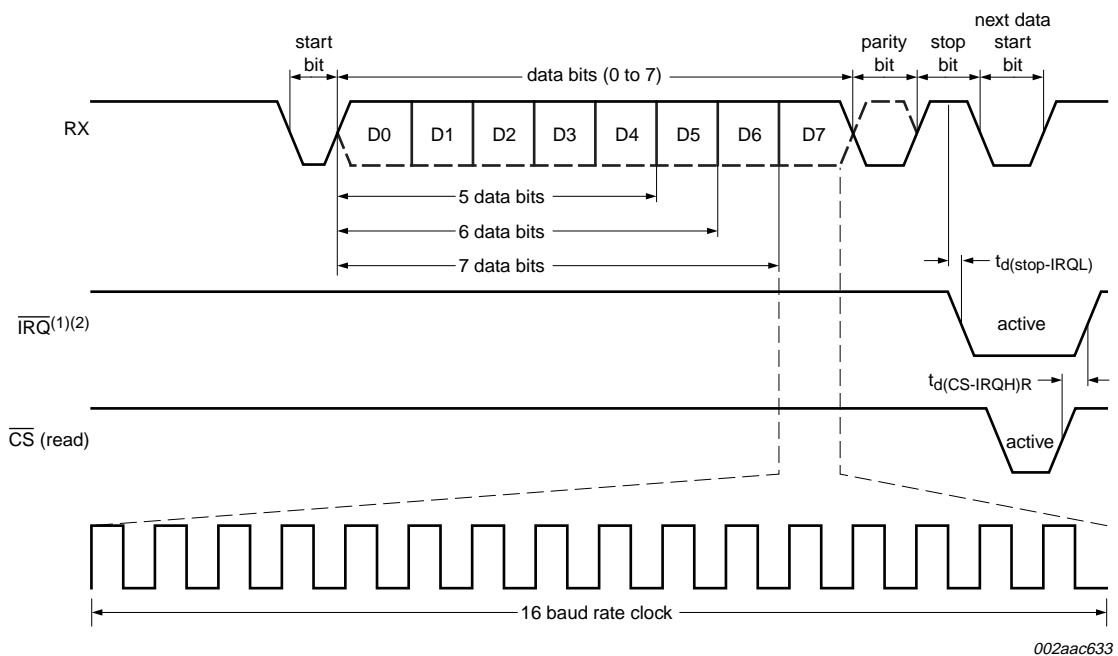 start
bit
data bits (0 to 7)
parity
bit
stop
bit
next data
start
bit
RX
D0 D1 D2 D3 D4 D5 D6 D7
5 data bits
6 data bits
7 data bits
td(stop-IRQL)
IRQ(1)(2)
active
td(CS-IRQH)R
CS (read)
active
16 baud rate clock
002aac633